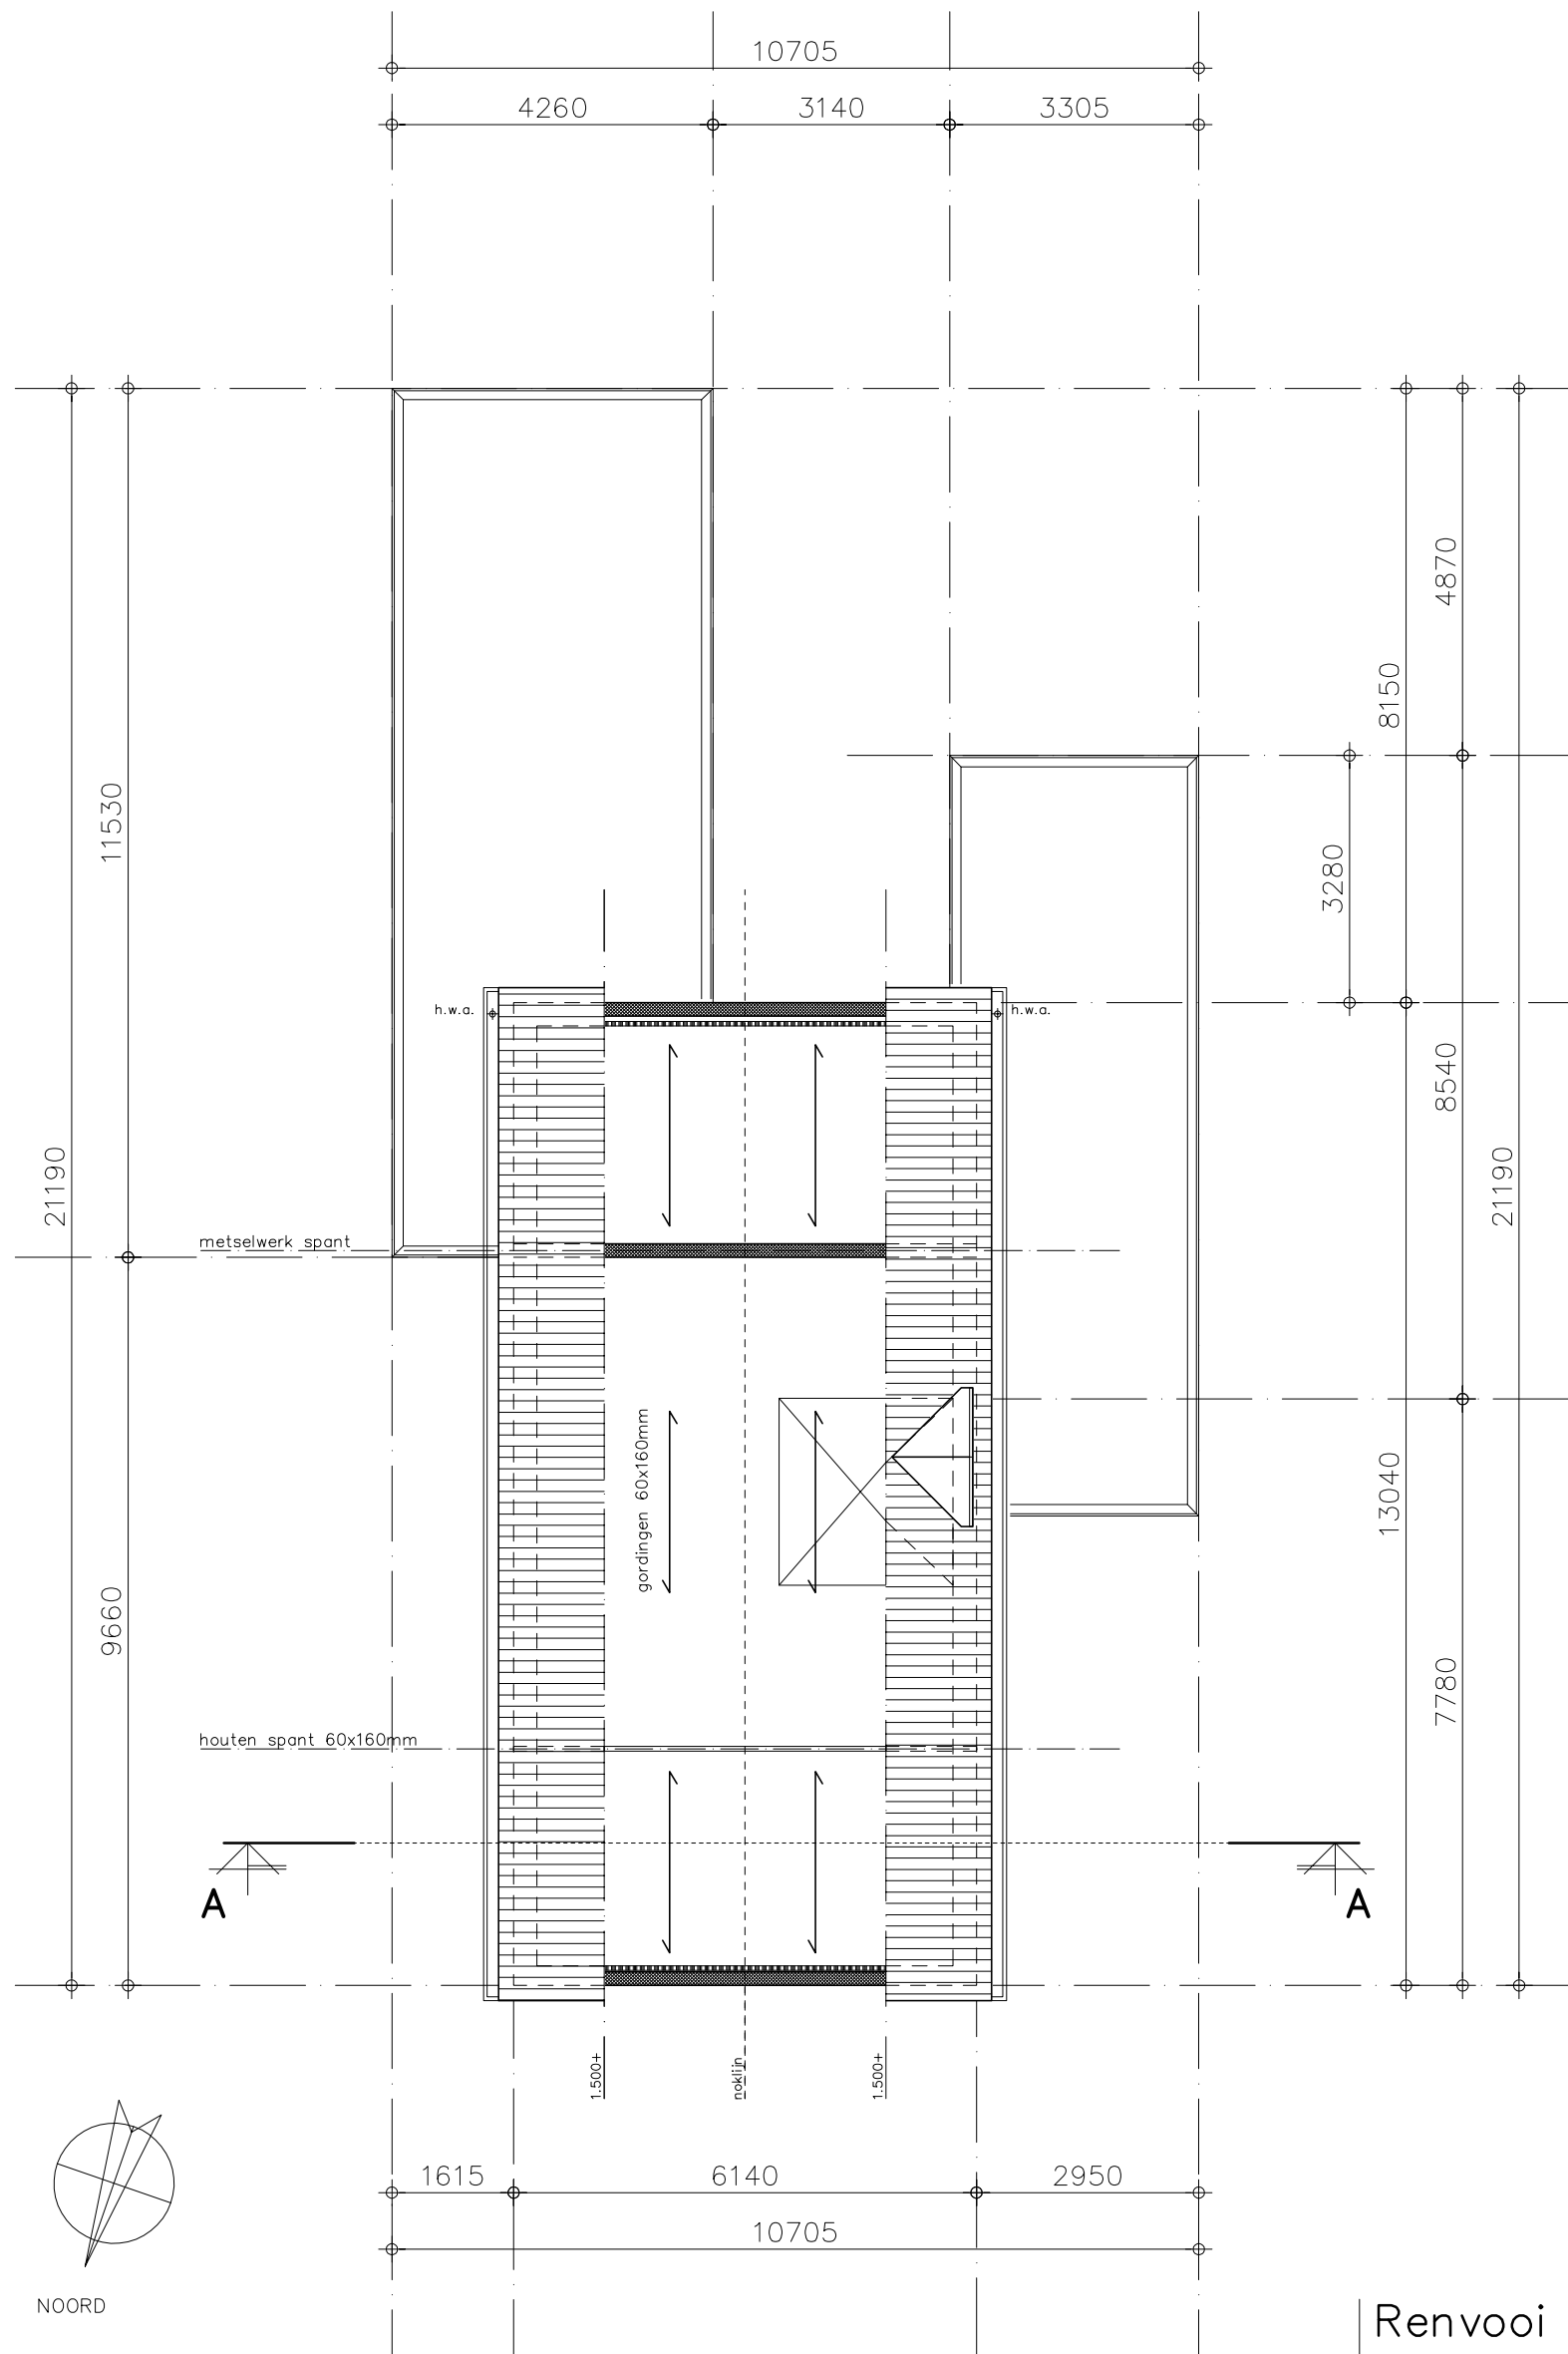 10705
4260 3140 3305
4870
8150
11530
3280
h.w.a. h.w.a.
8540
21190
21190
metselwerk spant
gordingen 60x160mm
13040
9660
7780
houten spant 60x160mm
A A
1.500+ noklijn 1.500+
1615 6140 2950
10705
NOORD
Renvooi